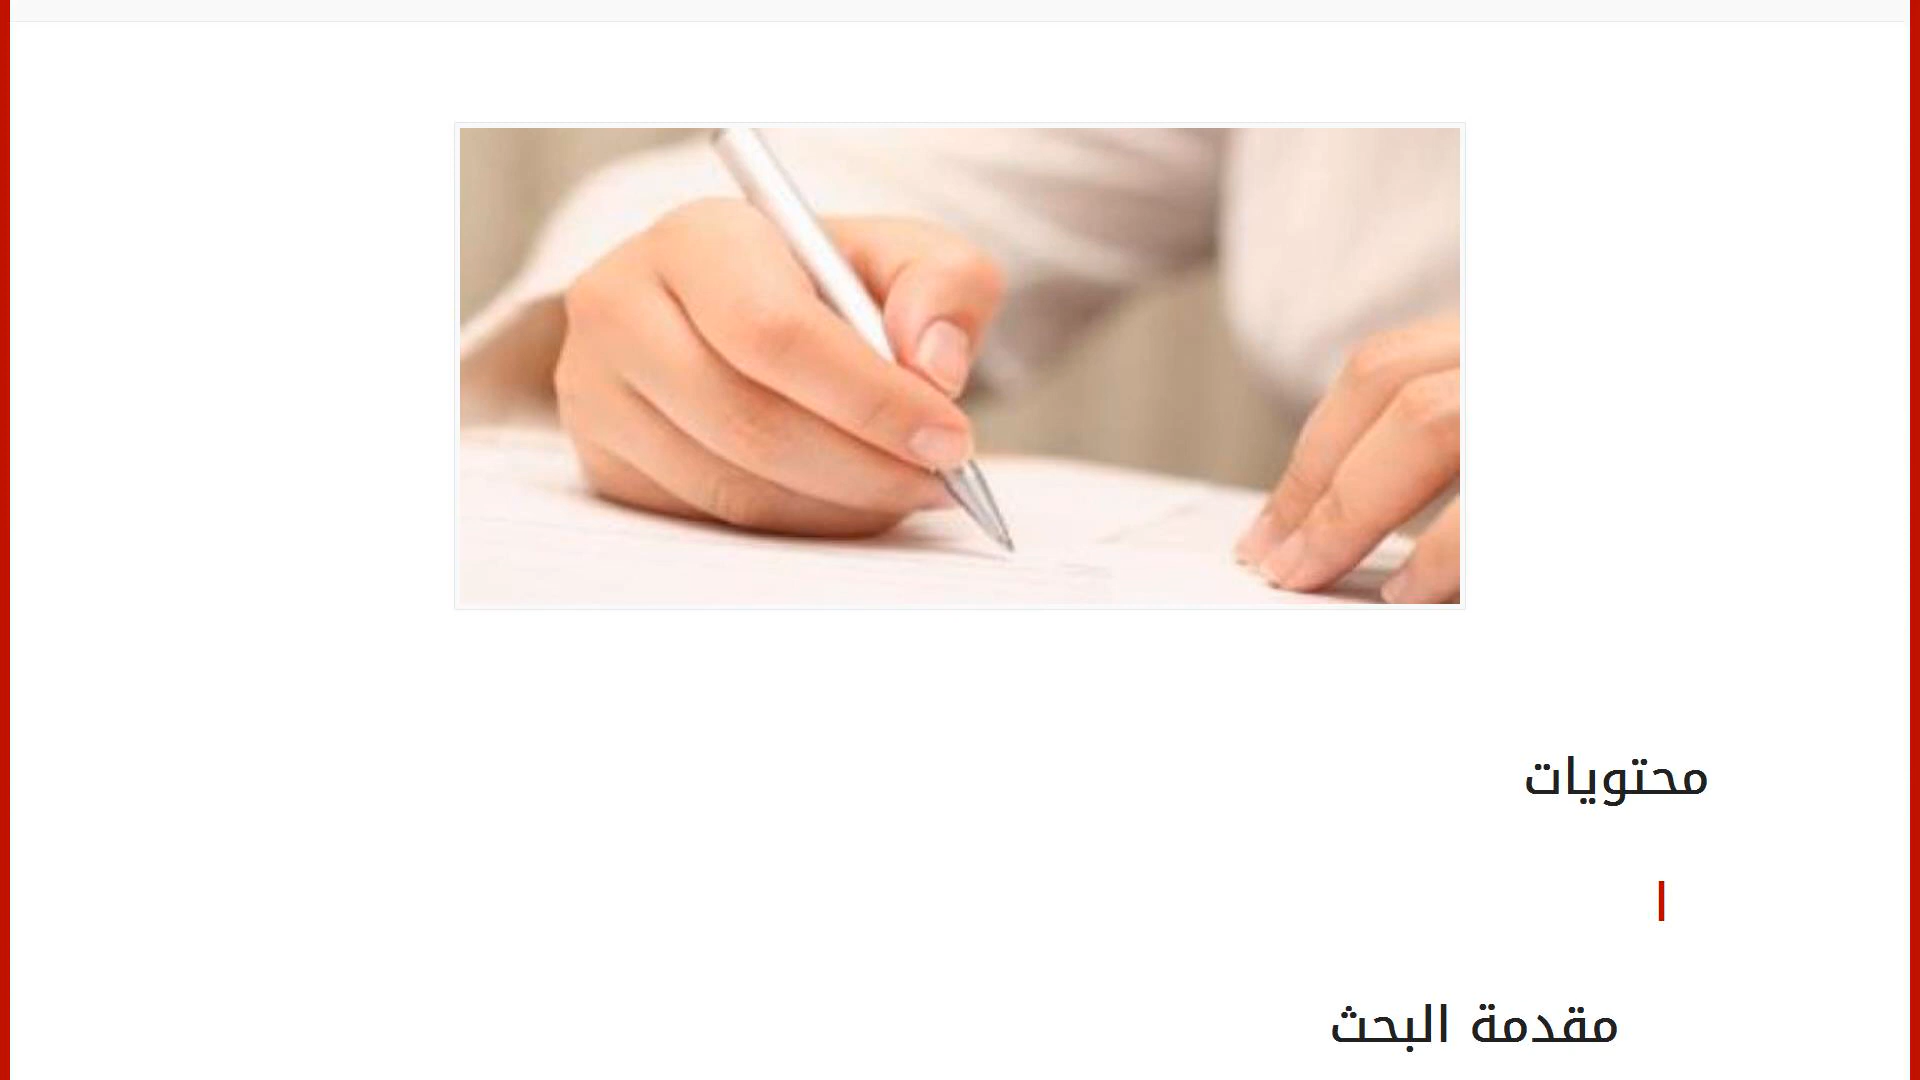 محتويات
ا
مقدمة البحث